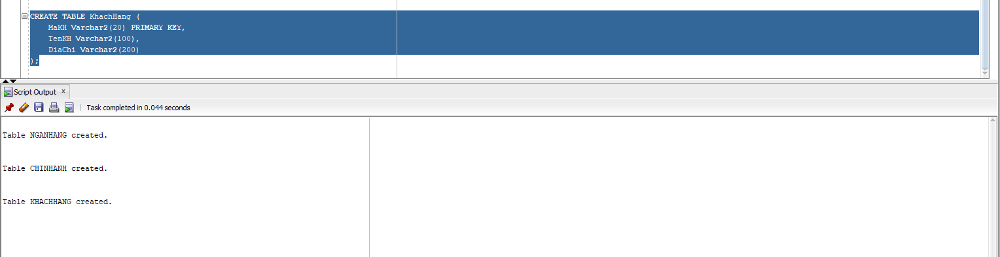 CREATE TABLE KhachHang (
    MaKH Varchar2(20) PRIMARY KEY,
    TenKH Varchar2(100),
    DiaChi Varchar2(200)
);
Script Output x
Task completed in 0.044 seconds
Table NGANHANG created.
Table CHINHANH created.
Table KHACHHANG created.